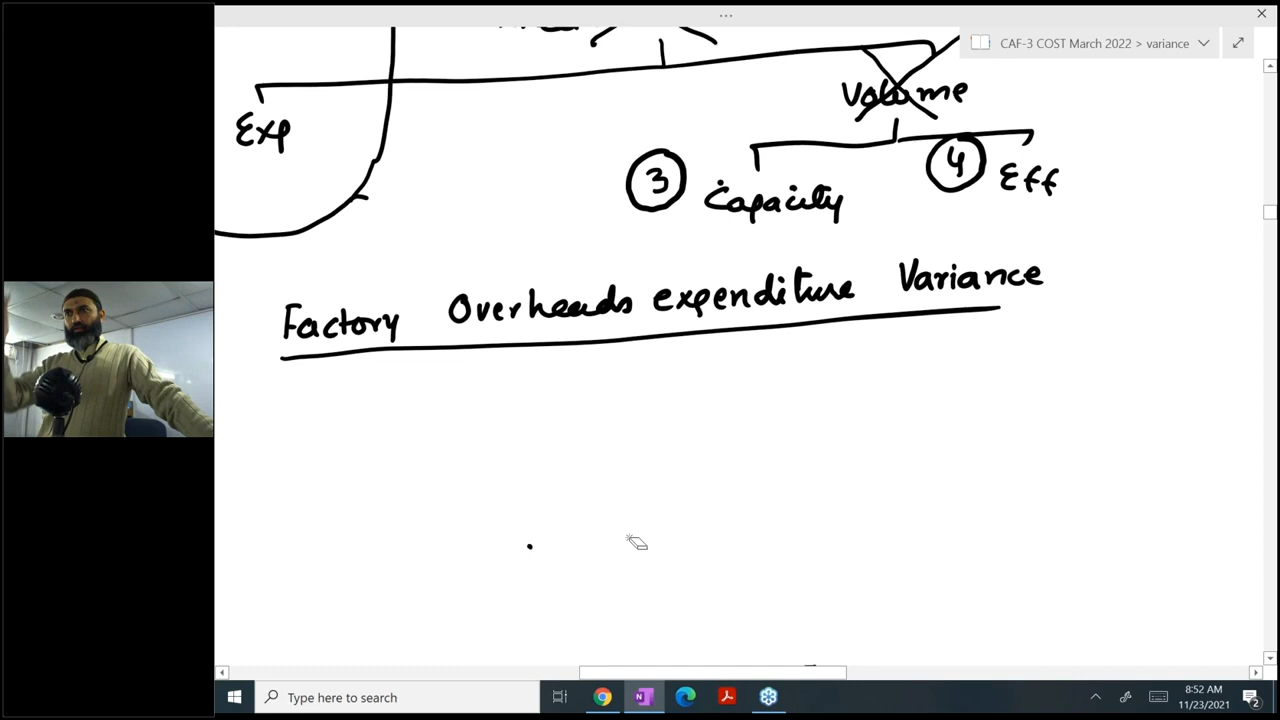 CAF-3 COST March 2022 > variance
Volume
Exp
3 Capacity
4 Eff
Factory Overheads expenditure Variance
Type here to search
8:52 AM
11/23/2021
2